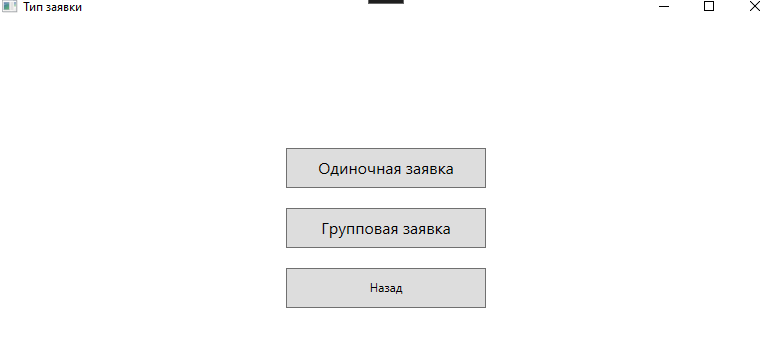 Тип заявки
Одиночная заявка
Групповая заявка
Назад